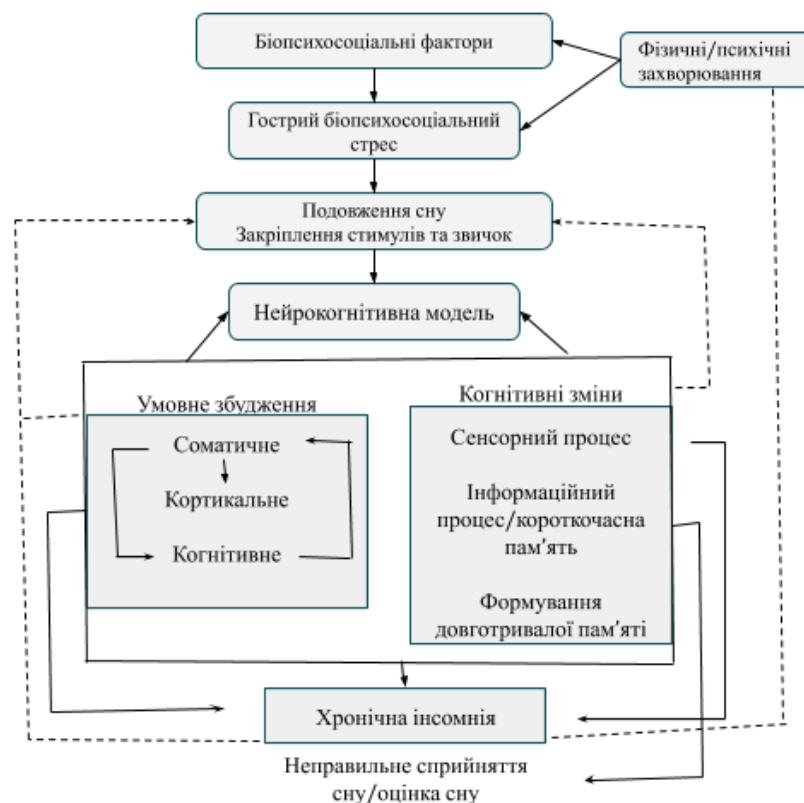 Біопсихосоціальні фактори
Фізичні/психічні
захворювання
Гострий біопсихосоціальний
стрес
Подовження сну
Закріплення стимулів та звичок
Нейрокогнітивна модель
Умовне збудження
Соматичне
Кортикальне
Когнітивне
Когнітивні зміни
Сенсорний процес
Інформаційний
процес/короткочасна
пам'ять
Формування
довготривалої пам'яті
Хронічна інсомнія
Неправильне сприйняття
сну/оцінка сну